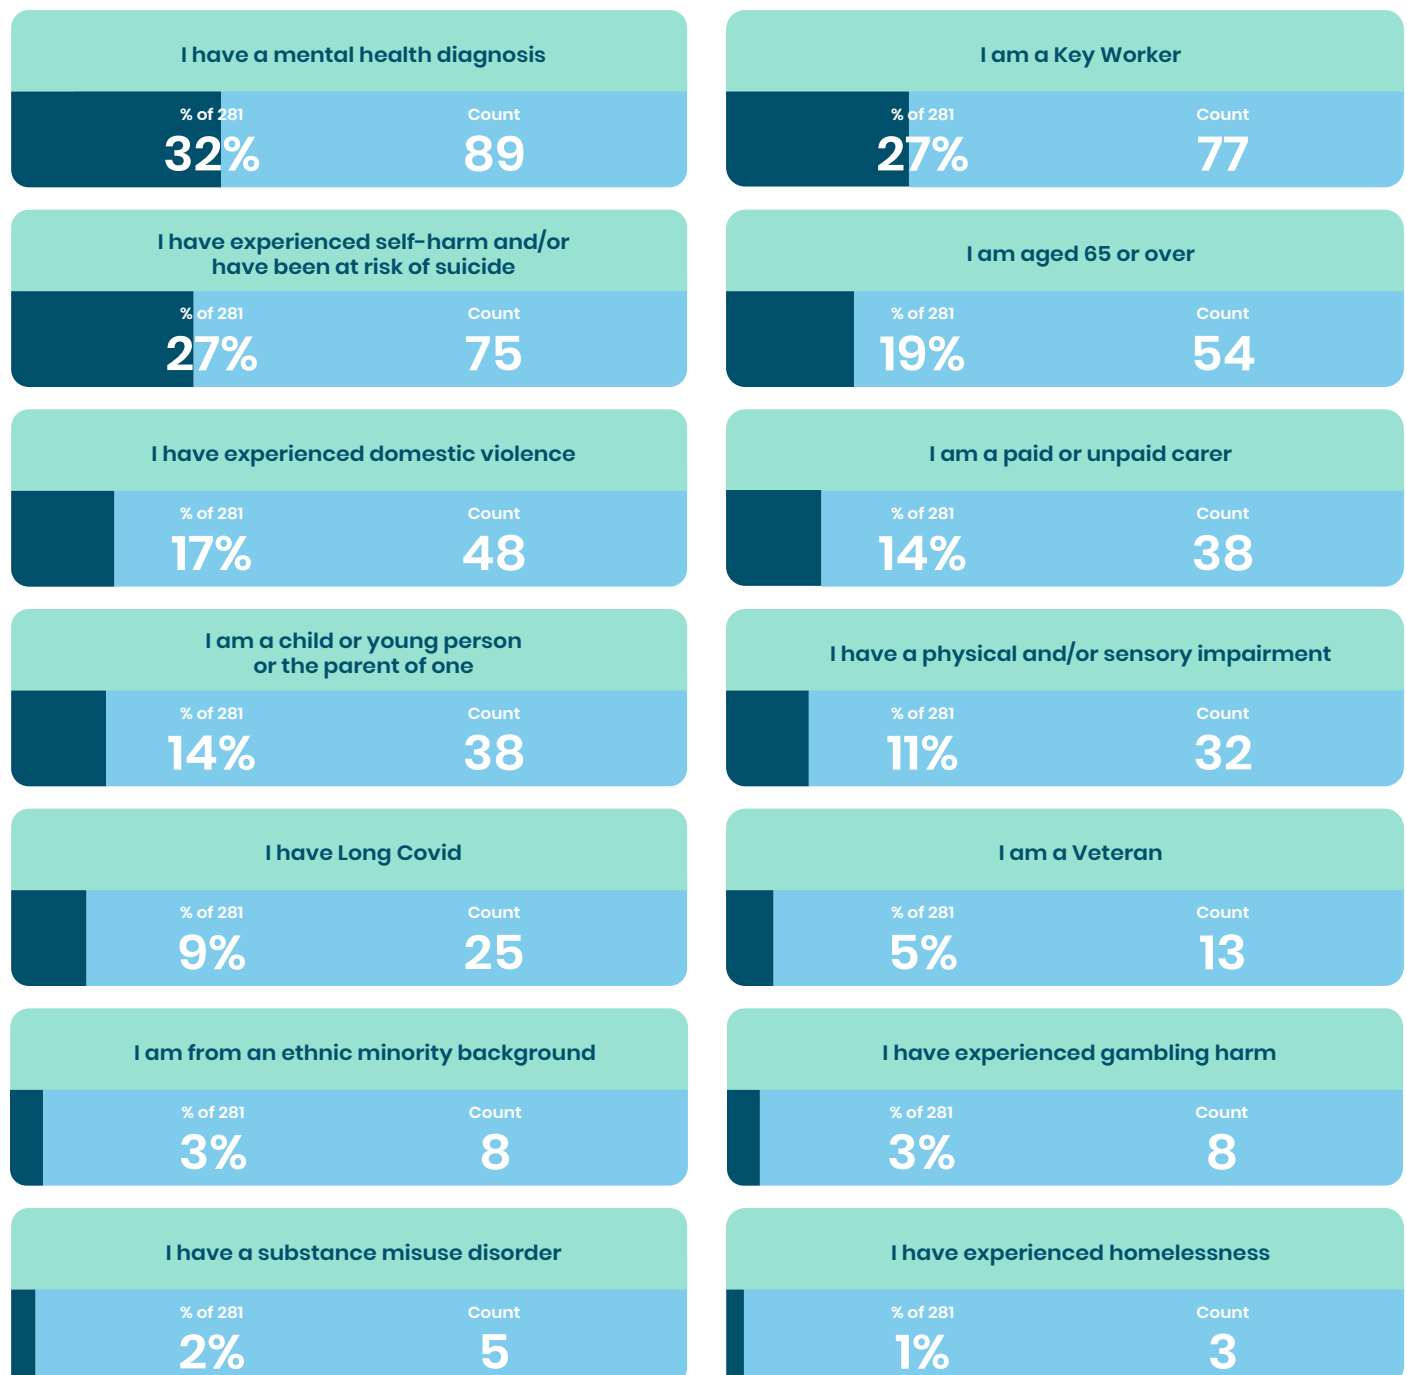 I have a mental health diagnosis
% of 281 Count
32% 89
I am a Key Worker
% of 281 Count
27% 77
I have experienced self-harm and/or
have been at risk of suicide
% of 281 Count
27% 75
I am aged 65 or over
% of 281 Count
19% 54
I have experienced domestic violence
% of 281 Count
17% 48
I am a paid or unpaid carer
% of 281 Count
14% 38
I am a child or young person
or the parent of one
% of 281 Count
14% 38
I have a physical and/or sensory impairment
% of 281 Count
11% 32
I have Long Covid
% of 281 Count
9% 25
I am a Veteran
% of 281 Count
5% 13
I am from an ethnic minority background
% of 281 Count
3% 8
I have experienced gambling harm
% of 281 Count
3% 8
I have a substance misuse disorder
% of 281 Count
2% 5
I have experienced homelessness
% of 281 Count
1% 3